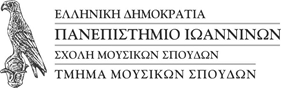 ΕΛΛΗΝΙΚΗ ΔΗΜΟΚΡΑΤΙΑ
ΠΑΝΕΠΙΣΤΗΜΙΟ ΙΩΑΝΝΙΝΩΝ
ΣΧΟΛΗ ΜΟΥΣΙΚΩΝ ΣΠΟΥΔΩΝ
ΤΜΗΜΑ ΜΟΥΣΙΚΩΝ ΣΠΟΥΔΩΝ